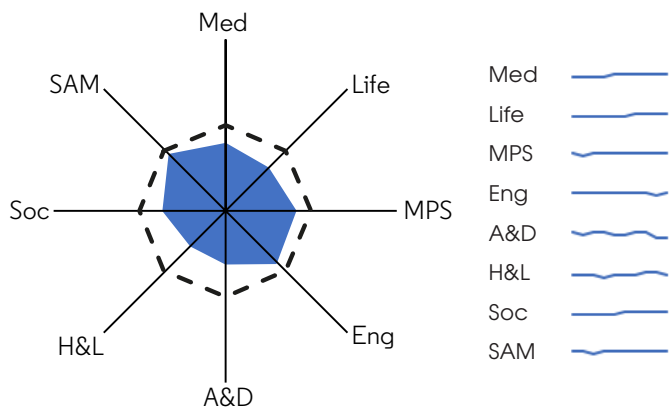 Med
Life
MPS
Eng
A&D
H&L
Soc
SAM
Med
Life
MPS
Eng
A&D
H&L
Soc
SAM